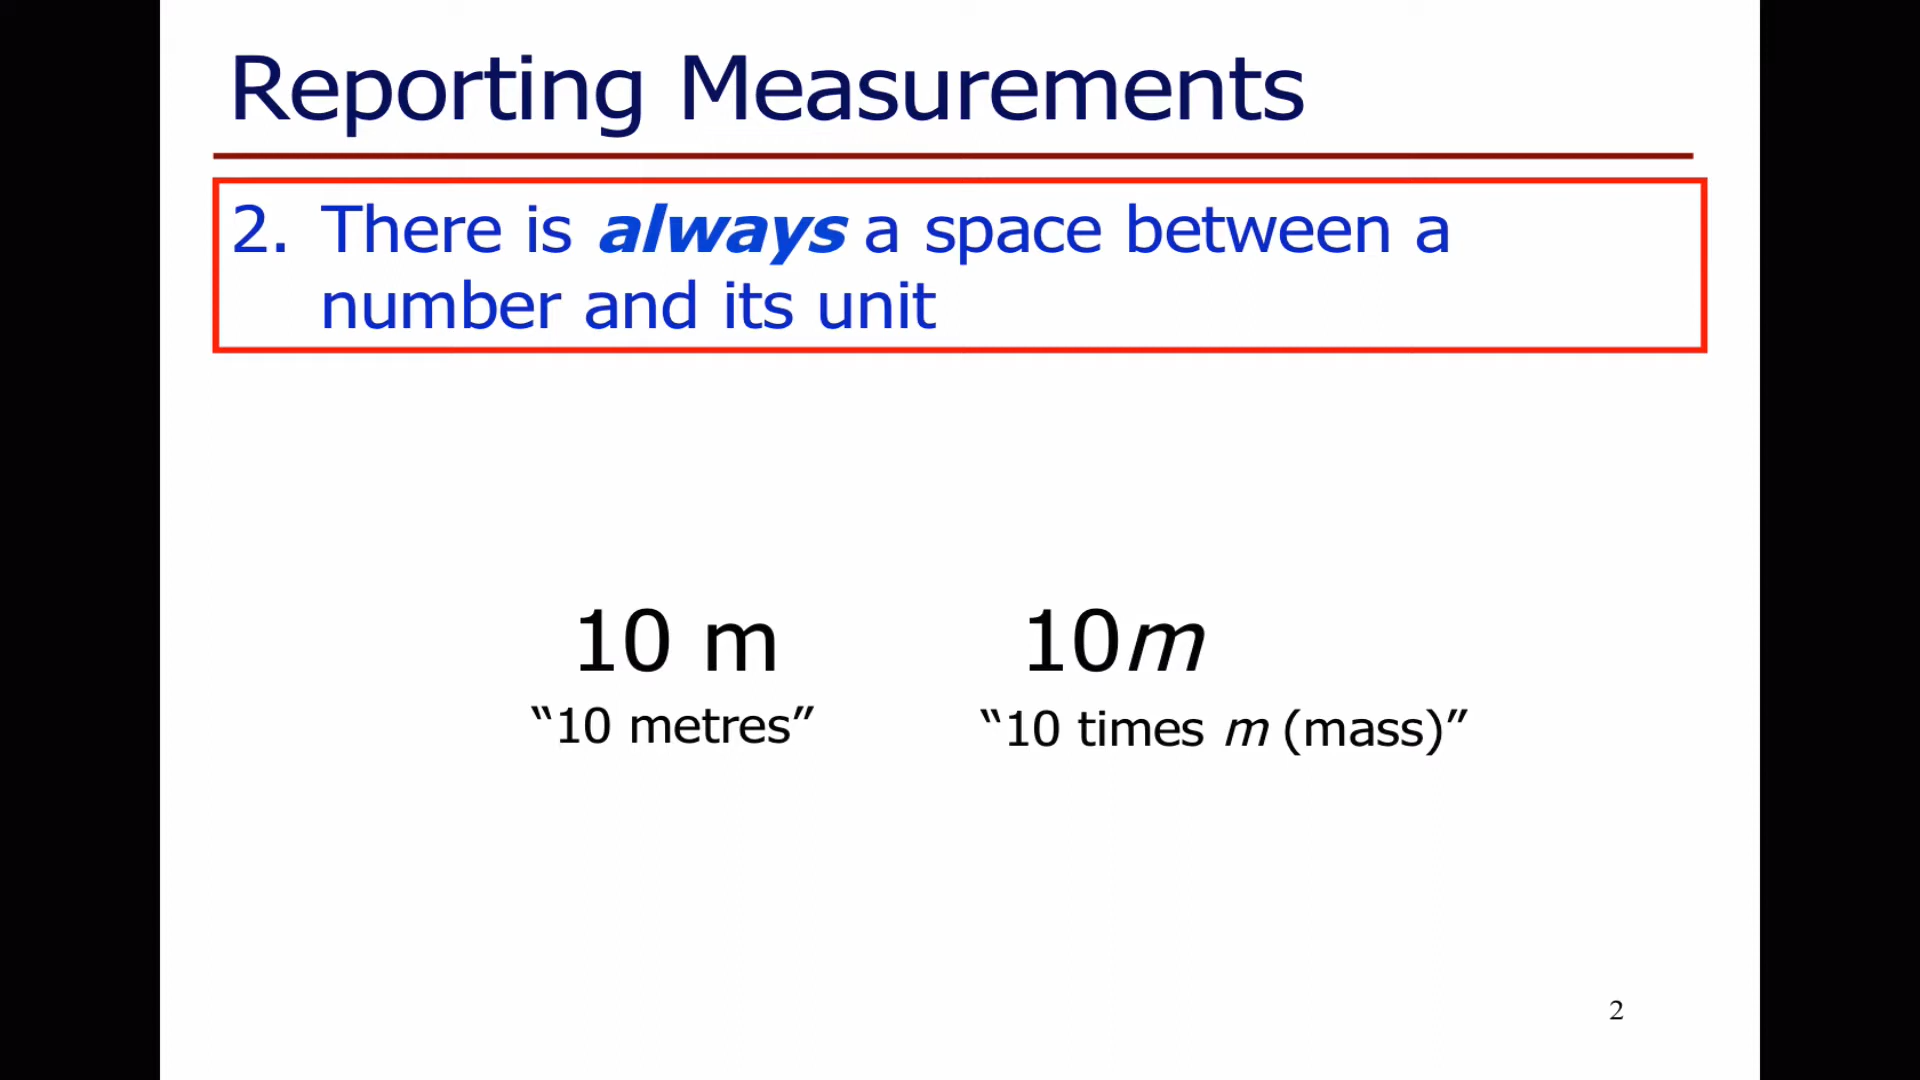 Reporting Measurements
2. There is always a space between a
number and its unit
10 m 10m
“10 metres” “10 times m (mass)”
2